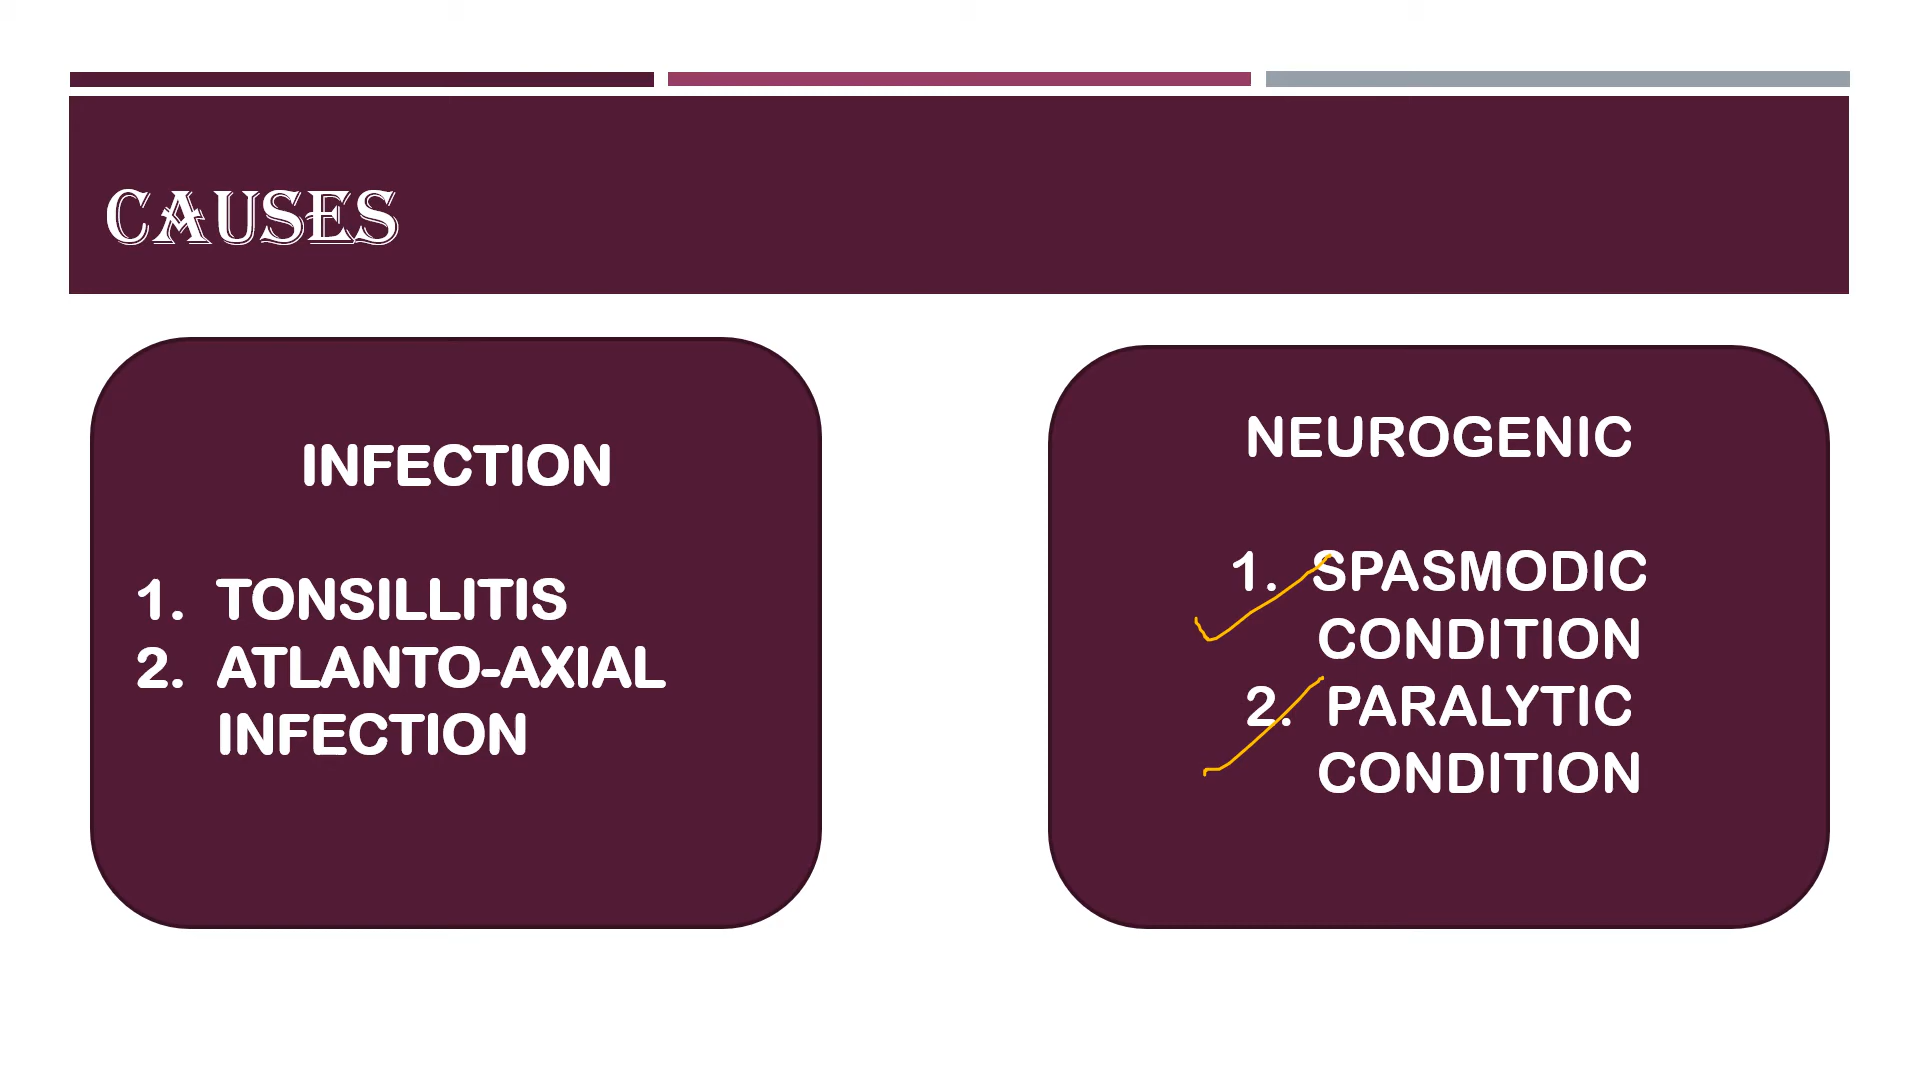 CAUSES
INFECTION
1. TONSILLITIS
2. ATLANTO-AXIAL
INFECTION
NEUROGENIC
1. SPASMODIC
CONDITION
2. PARALYTIC
CONDITION